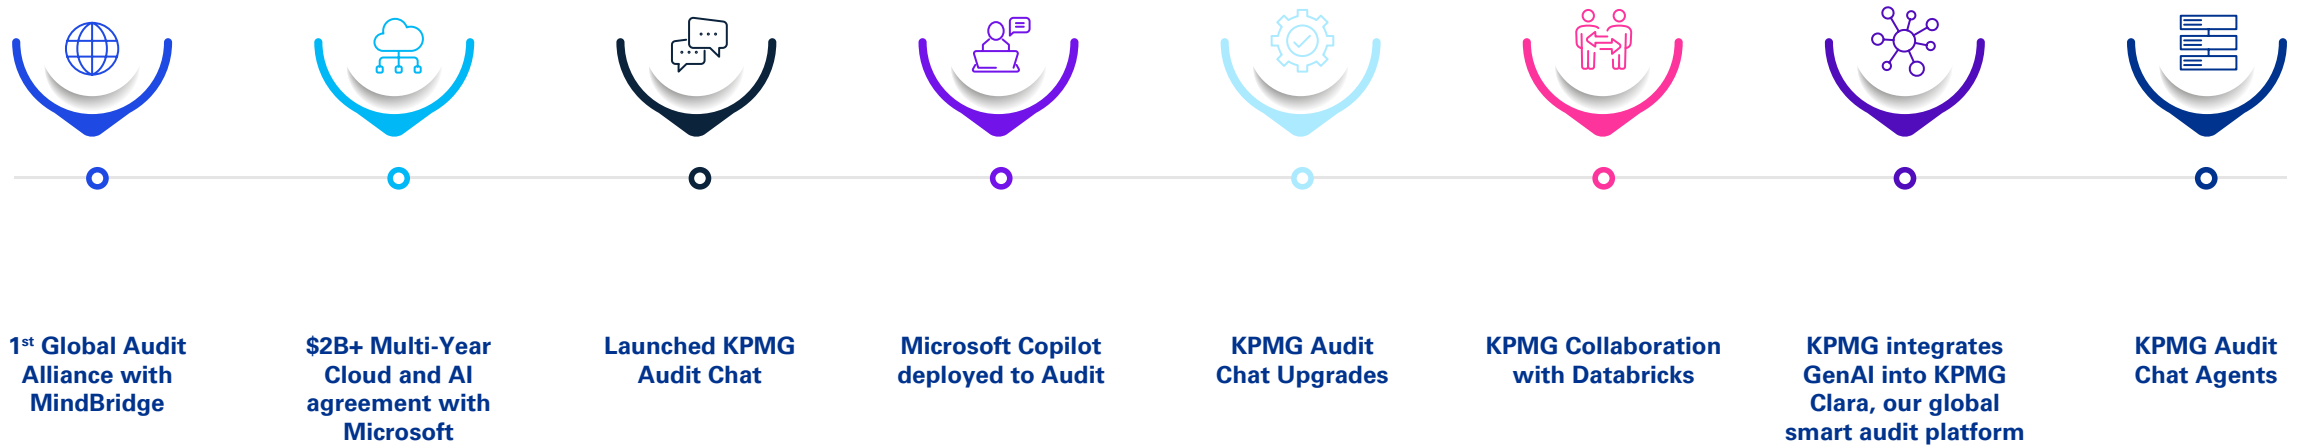 1st Global Audit
Alliance with
MindBridge
$2B+ Multi-Year
Cloud and AI
agreement with
Microsoft
Launched KPMG
Audit Chat
Microsoft Copilot
deployed to Audit
KPMG Audit
Chat Upgrades
KPMG Collaboration
with Databricks
KPMG integrates
GenAI into KPMG
Clara, our global
smart audit platform
KPMG Audit
Chat Agents